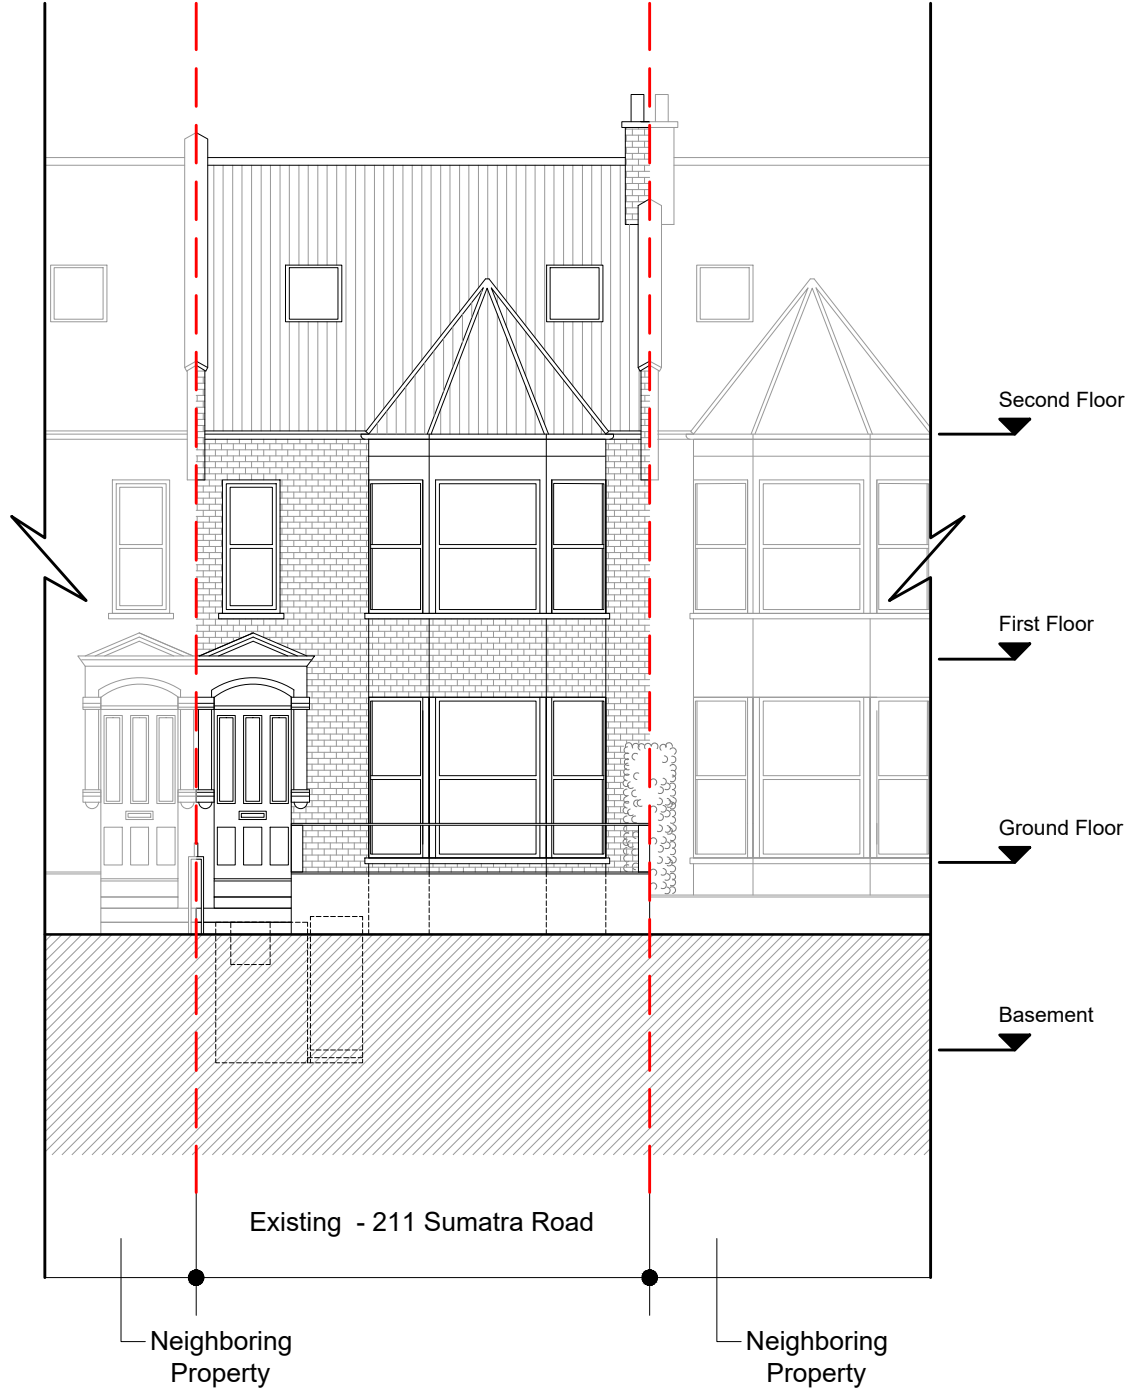 Second Floor
First Floor
Ground Floor
Basement
Existing  - 211 Sumatra Road
Neighboring
Property
Neighboring
Property